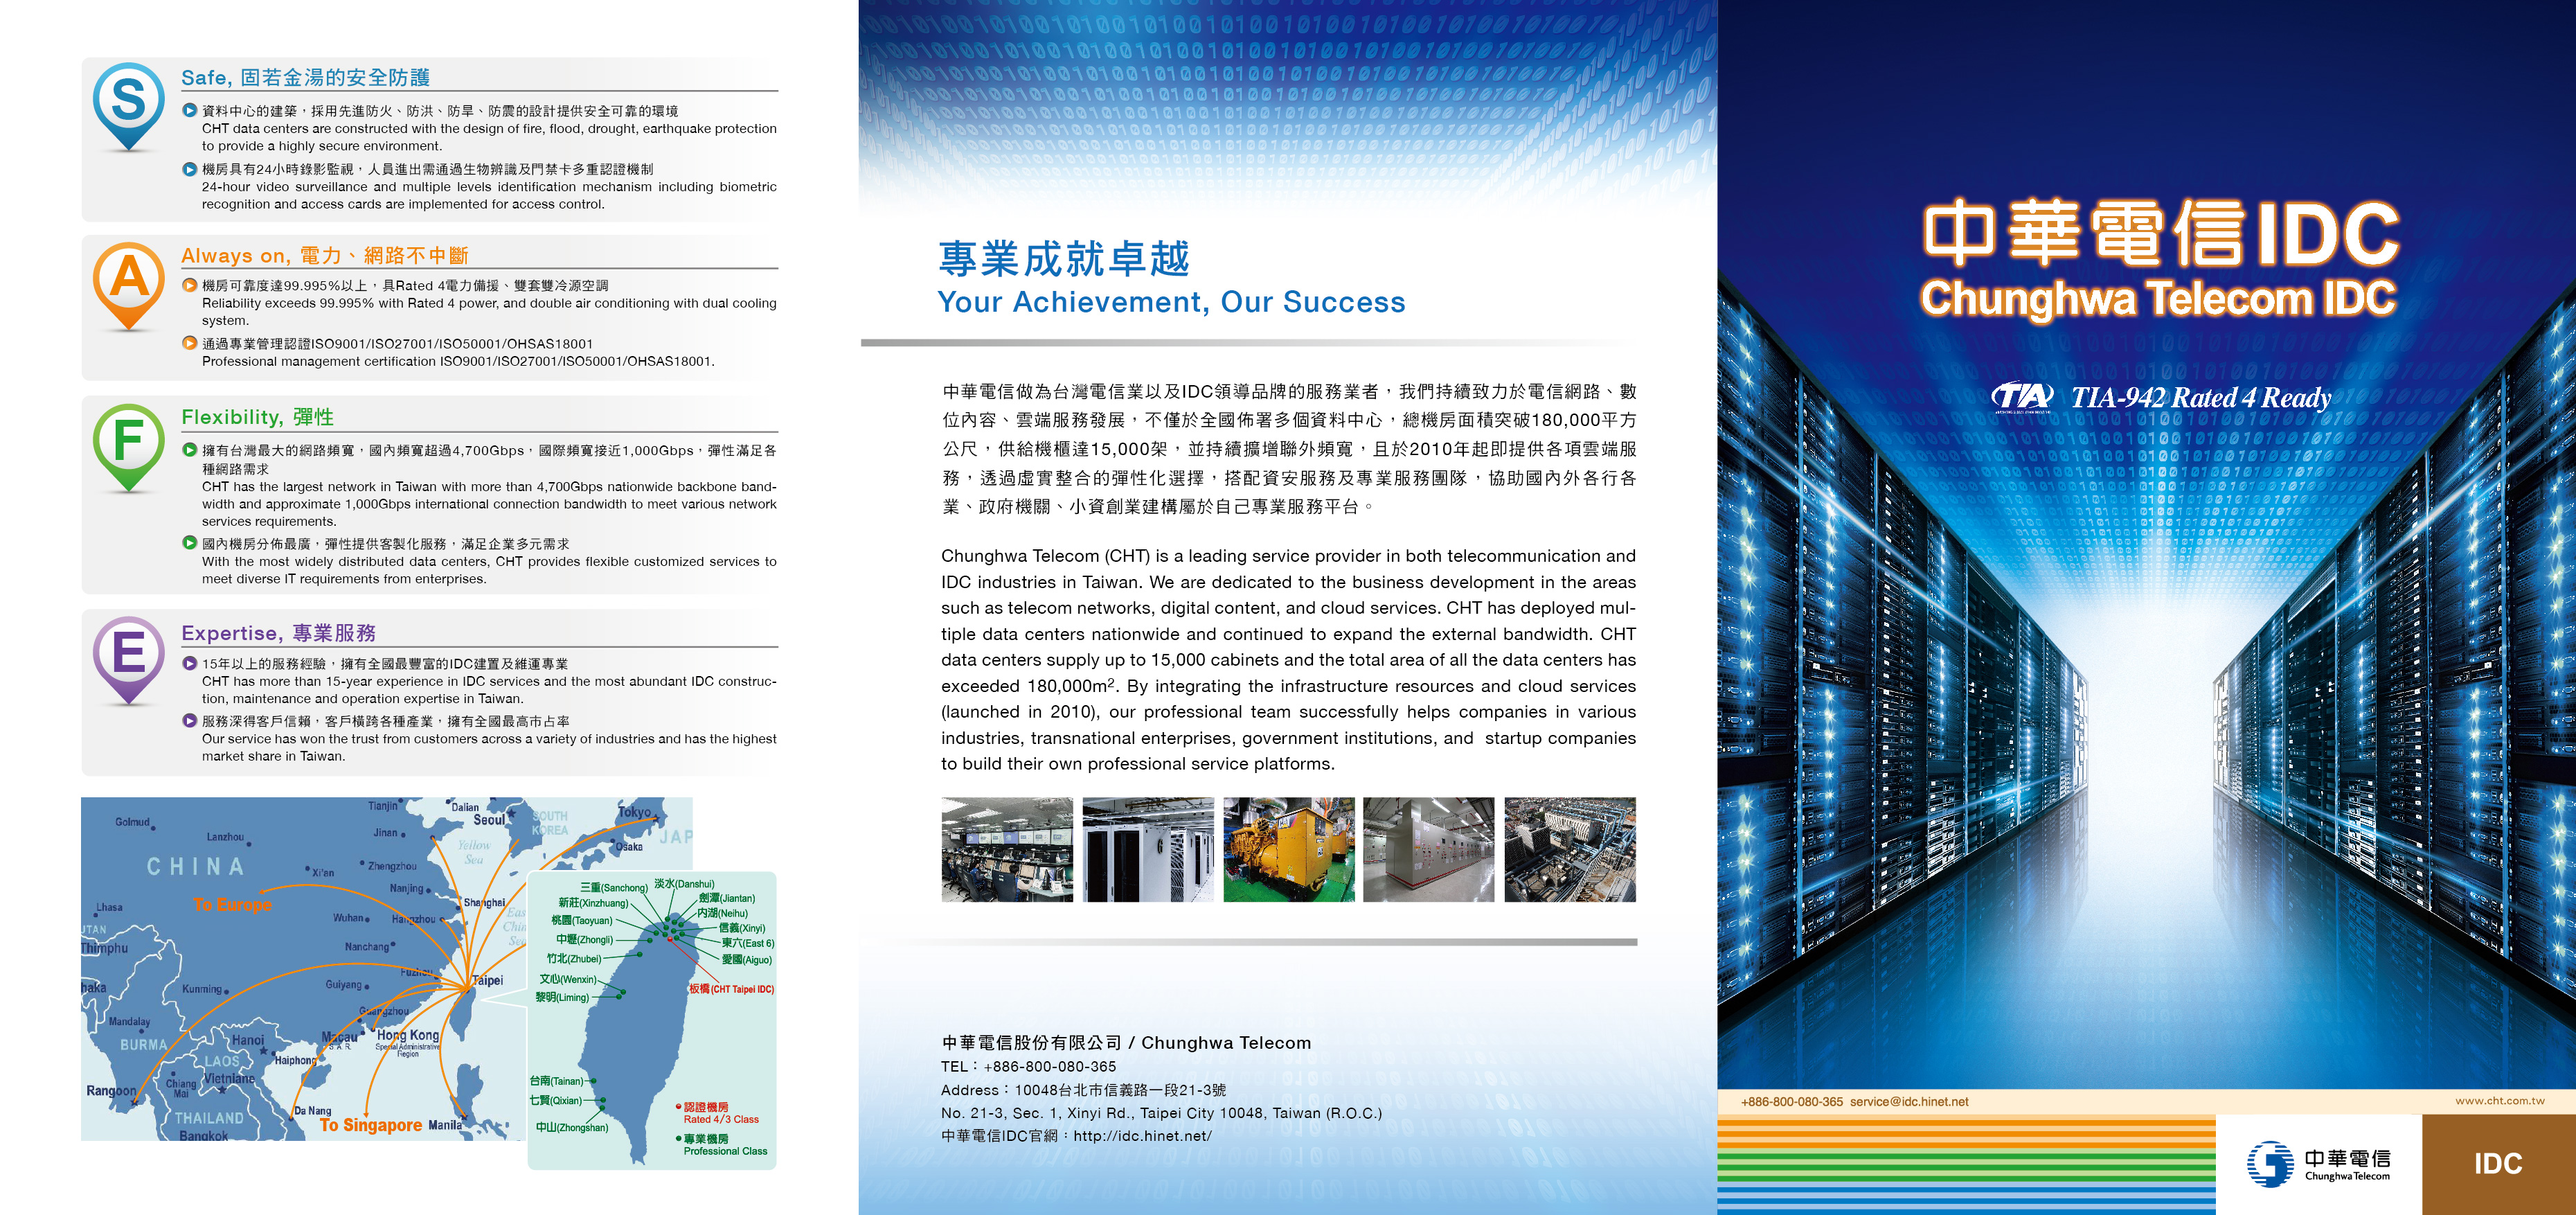 S
Safe, 固若金湯的安全防護
資料中心的建築，採用先進防火、防洪、防旱、防震的設計提供安全可靠的環境
CHT data centers are constructed with the design of fire, flood, drought, earthquake protection
to provide a highly secure environment.
機房具有24小時錄影監視，人員進出需通過生物辨識及門禁卡多重認證機制
24-hour video surveillance and multiple levels identification mechanism including biometric
recognition and access cards are implemented for access control.
A
Always on, 電力、網路不中斷
機房可靠度達99.995%以上，具Rated 4電力備援、雙套雙冷源空調
Reliability exceeds 99.995% with Rated 4 power, and double air conditioning with dual cooling
system.
通過專業管理認證ISO9001/ISO27001/ISO50001/OHSAS18001
Professional management certification ISO9001/ISO27001/ISO50001/OHSAS18001.
F
Flexibility, 彈性
擁有台灣最大的網路頻寬，國內頻寬超過4,700Gbps，國際頻寬接近1,000Gbps，彈性滿足各
種網路需求
CHT has the largest network in Taiwan with more than 4,700Gbps nationwide backbone band-
width and approximate 1,000Gbps international connection bandwidth to meet various network
services requirements.
國內機房分佈最廣，彈性提供客製化服務，滿足企業多元需求
With the most widely distributed data centers, CHT provides flexible customized services to
meet diverse IT requirements from enterprises.
E
Expertise, 專業服務
15年以上的服務經驗，擁有全國最豐富的IDC建置及維運專業
CHT has more than 15-year experience in IDC services and the most abundant IDC construc-
tion, maintenance and operation expertise in Taiwan.
服務深得客戶信賴，客戶橫跨各種產業，擁有全國最高市占率
Our service has won the trust from customers across a variety of industries and has the highest
market share in Taiwan.
Tianjin
Dalian
Seoul
SOUTH
KOREA
Tokyo
JAP
Osaka
Golmud
Lanzhou
Jinan
Yellow
Sea
CHINA
Xi'an
Zhengzhou
Nanjing
To Europe
Shanghai
Lhasa
Wuhan
Hangzhou
East
China
Sea
UTAN
Thimphu
Nanchang
Fuzhou
Taipei
haka
Kunming
Guiyang
Guangzhou
Mandalay
BURMA
Hanoi
Macau
S.A.R.
Hong Kong
Special Administrative
Region
LAOS
Haiphong
Rangoon
Chiang
Mai
Vietniane
THAILAND
Da Nang
To Singapore
Manila
Bangkok
三重(Sanchong)
淡水(Danshui)
新莊(Xinzhuang)
劍潭(Jiantan)
桃園(Taoyuan)
內湖(Neihu)
信義(Xinyi)
中壢(Zhongli)
東六(East 6)
竹北(Zhubei)
愛國(Aiguo)
文心(Wenxin)
黎明(Liming)
板橋(CHT Taipei IDC)
台南(Tainan)
七賢(Qixian)
中山(Zhongshan)
認證機房
Rated 4/3 Class
專業機房
Professional Class
專業成就卓越
Your Achievement, Our Success
中華電信做為台灣電信業以及IDC領導品牌的服務業者，我們持續致力於電信網路、數
位內容、雲端服務發展，不僅於全國佈署多個資料中心，總機房面積突破180,000平方
公尺，供給機櫃達15,000架，並持續擴增聯外頻寬，且於2010年起即提供各項雲端服
務，透過虛實整合的彈性化選擇，搭配資安服務及專業服務團隊，協助國內外各行各
業、政府機關、小資創業建構屬於自己專業服務平台。
Chunghwa Telecom (CHT) is a leading service provider in both telecommunication and
IDC industries in Taiwan. We are dedicated to the business development in the areas
such as telecom networks, digital content, and cloud services. CHT has deployed mul-
tiple data centers nationwide and continued to expand the external bandwidth. CHT
data centers supply up to 15,000 cabinets and the total area of all the data centers has
exceeded 180,000m². By integrating the infrastructure resources and cloud services
(launched in 2010), our professional team successfully helps companies in various
industries, transnational enterprises, government institutions, and startup companies
to build their own professional service platforms.
中華電信股份有限公司 / Chunghwa Telecom
TEL：+886-800-080-365
Address：10048台北市信義路一段21-3號
No. 21-3, Sec. 1, Xinyi Rd., Taipei City 10048, Taiwan (R.O.C.)
中華電信IDC官網：http://idc.hinet.net/
中華電信IDC
Chunghwa Telecom IDC
TIA TIA-942 Rated 4 Ready
+886-800-080-365 service@idc.hinet.net
www.cht.com.tw
中華電信
Chunghwa Telecom
IDC